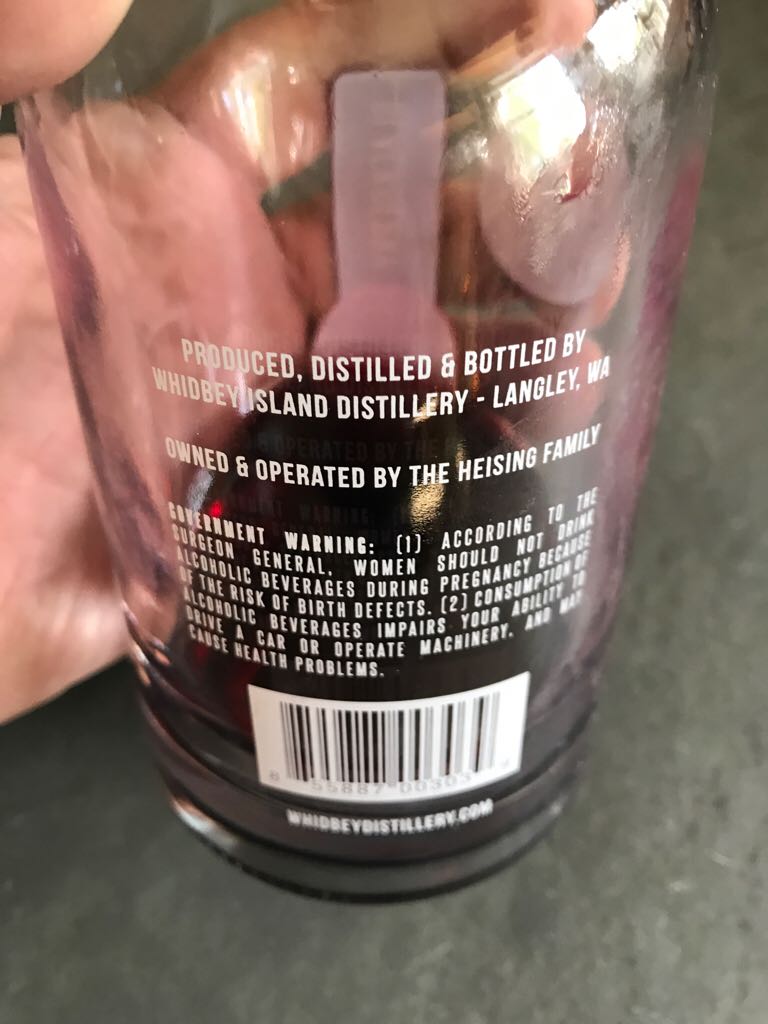 PRODUCED, DISTILLED & BOTTLED BY
WHIDBEY ISLAND DISTILLERY - LANGLEY, WA
OWNED & OPERATED BY THE HEISING FAMILY
GOVERNMENT WARNING: (1) ACCORDING TO THE
SURGEON GENERAL, WOMEN SHOULD NOT DRINK
ALCOHOLIC BEVERAGES DURING PREGNANCY BECAUSE
OF THE RISK OF BIRTH DEFECTS. (2) CONSUMPTION OF
ALCOHOLIC BEVERAGES IMPAIRS YOUR ABILITY TO
DRIVE A CAR OR OPERATE MACHINERY, AND MAY
CAUSE HEALTH PROBLEMS.
8 55887 00303
WHIDBEYDISTILLERY.COM